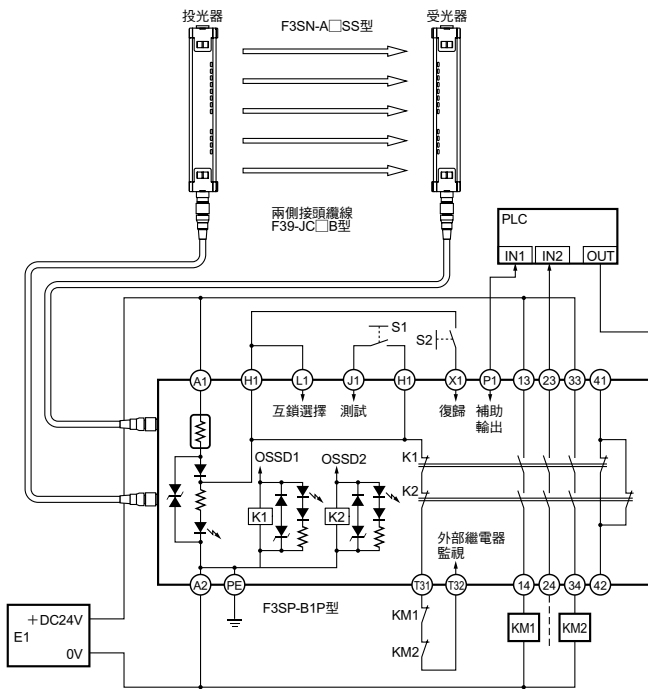 投光器
F3SN-A□SS型
受光器
兩側接頭纜線
F39-JC□B型
PLC
IN1
IN2
OUT
S1
S2
A1
H1
L1
J1
H1
X1
P1
13
23
33
41
互鎖選擇
測試
復歸
補助
輸出
OSSD1
OSSD2
K1
K2
K1
K2
外部繼電器
監視
A2
PE
T31
T32
14
24
34
42
F3SP-B1P型
+DC24V
E1
0V
KM1
KM2
KM1
KM2